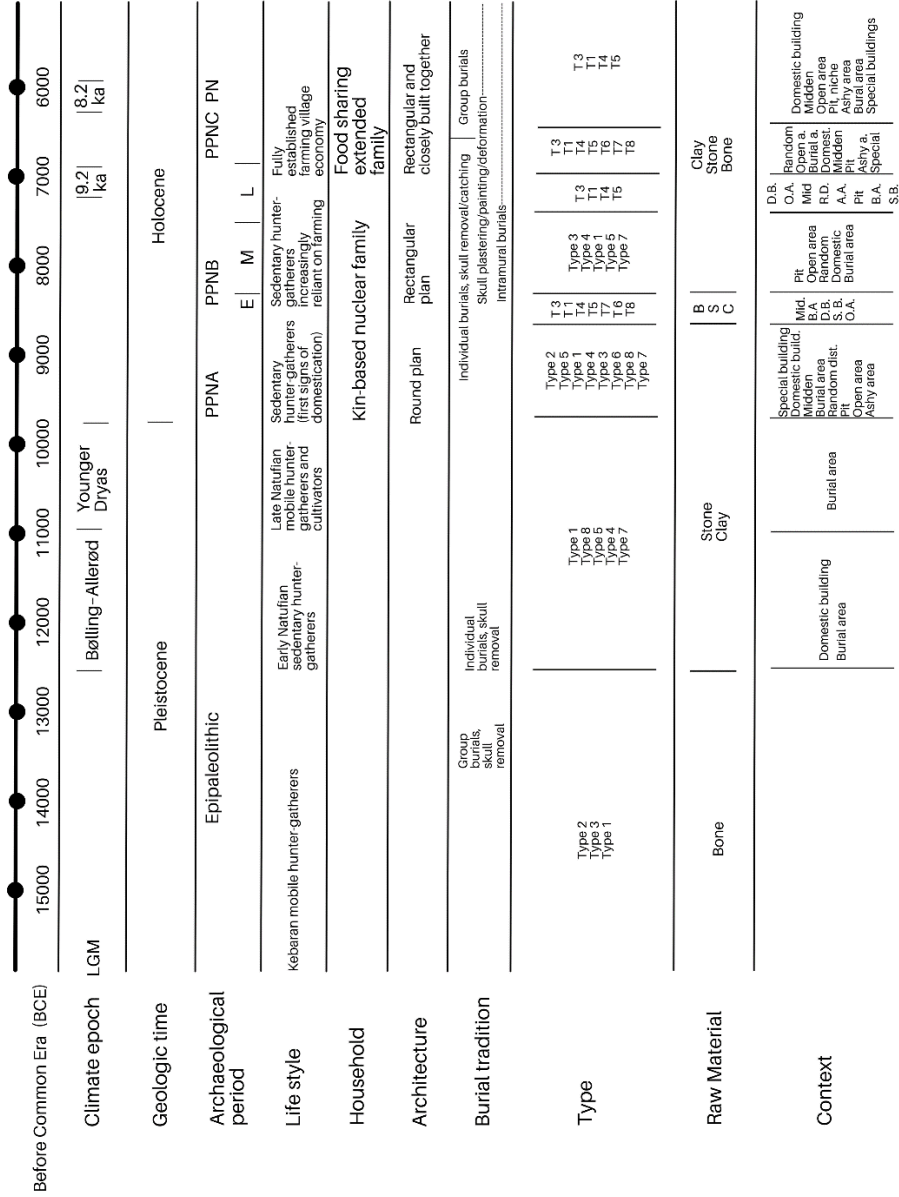 Before Common Era (BCE)
15000
14000
13000
12000
11000
10000
9000
8000
7000
6000
Climate epoch
LGM
Bølling-Allerød
Younger
Dryas
9.2
ka
8.2
ka
Geologic time
Pleistocene
Holocene
Archaeological
period
Epipaleolithic
PPNA
PPNB
E
M
L
PPNC PN
Life style
Kebaran mobile hunter-gatherers
Early Natufian
sedentary hunter-
gatherers
Late Natufian
mobile hunter-
gatherers and
cultivators
Sedentary
hunter-gatherers
(first signs of
domestication)
Sedentary hunter-
gatherers
increasingly
reliant on farming
Fully
established
farming village
economy
Household
Kin-based nuclear family
Food sharing
extended
family
Architecture
Round plan
Rectangular
plan
Rectangular and
closely built together
Burial tradition
Group
burials,
skull
removal
Individual
burials, skull
removal
Individual burials, skull removal/catching
Skull plastering/painting/deformation
Intramural burials
Group burials
Type
Type 2
Type 3
Type 1
Type 1
Type 8
Type 5
Type 4
Type 7
Type 2
Type 5
Type 1
Type 4
Type 3
Type 6
Type 8
Type 7
T 3
T1
T4
T5
T7
T 6
T8
Type 3
Type 4
Type 1
Type 5
Type 7
T 3
T1
T4
T5
T 3
T1
T4
T5
T6
T7
T8
T 3
T1
T4
T5
Raw Material
Bone
Stone
Clay
B
S
C
Clay
Stone
Bone
Context
Domestic building
Burial area
Burial area
Special building
Domestic build.
Midden
Burial area
Random dist.
Pit
Open area
Ashy area
Mid.
B.A
D.B.
S. B.
O.A.
Pit
Open area
Random
Domestic
Burial area
D.B.
O.A.
Mid
R.D.
A.A.
Pit
B.A.
S.B.
Random
Open a.
Burial a.
Domest.
Midden
Pit
Ashy a.
Special
Domestic building
Midden
Open area
Pit, niche
Ashy area
Bural area
Special buildings